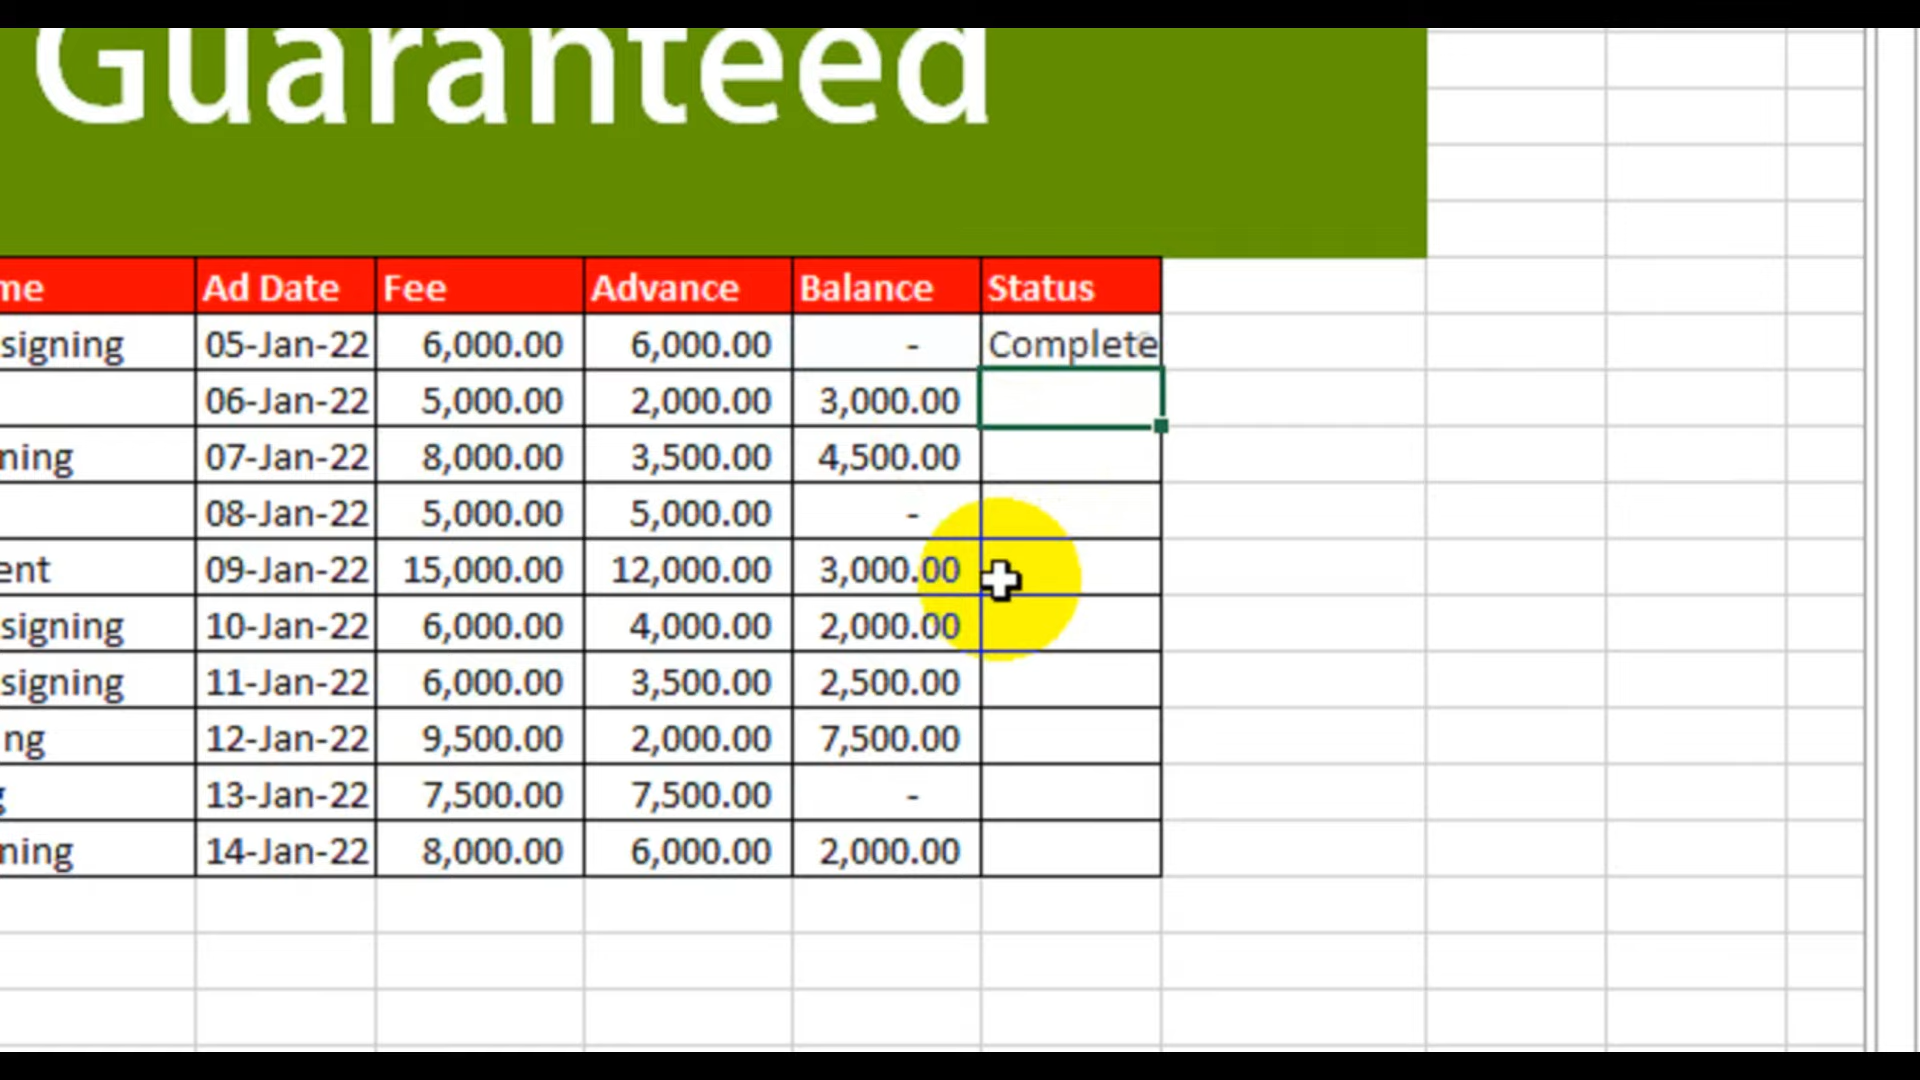 Guaranteed
me Ad Date Fee Advance Balance Status
signing 05-Jan-22 6,000.00 6,000.00 - Complete
06-Jan-22 5,000.00 2,000.00 3,000.00
ning 07-Jan-22 8,000.00 3,500.00 4,500.00
08-Jan-22 5,000.00 5,000.00 -
ent 09-Jan-22 15,000.00 12,000.00 3,000.00
signing 10-Jan-22 6,000.00 4,000.00 2,000.00
signing 11-Jan-22 6,000.00 3,500.00 2,500.00
ng 12-Jan-22 9,500.00 2,000.00 7,500.00
g 13-Jan-22 7,500.00 7,500.00 -
ning 14-Jan-22 8,000.00 6,000.00 2,000.00